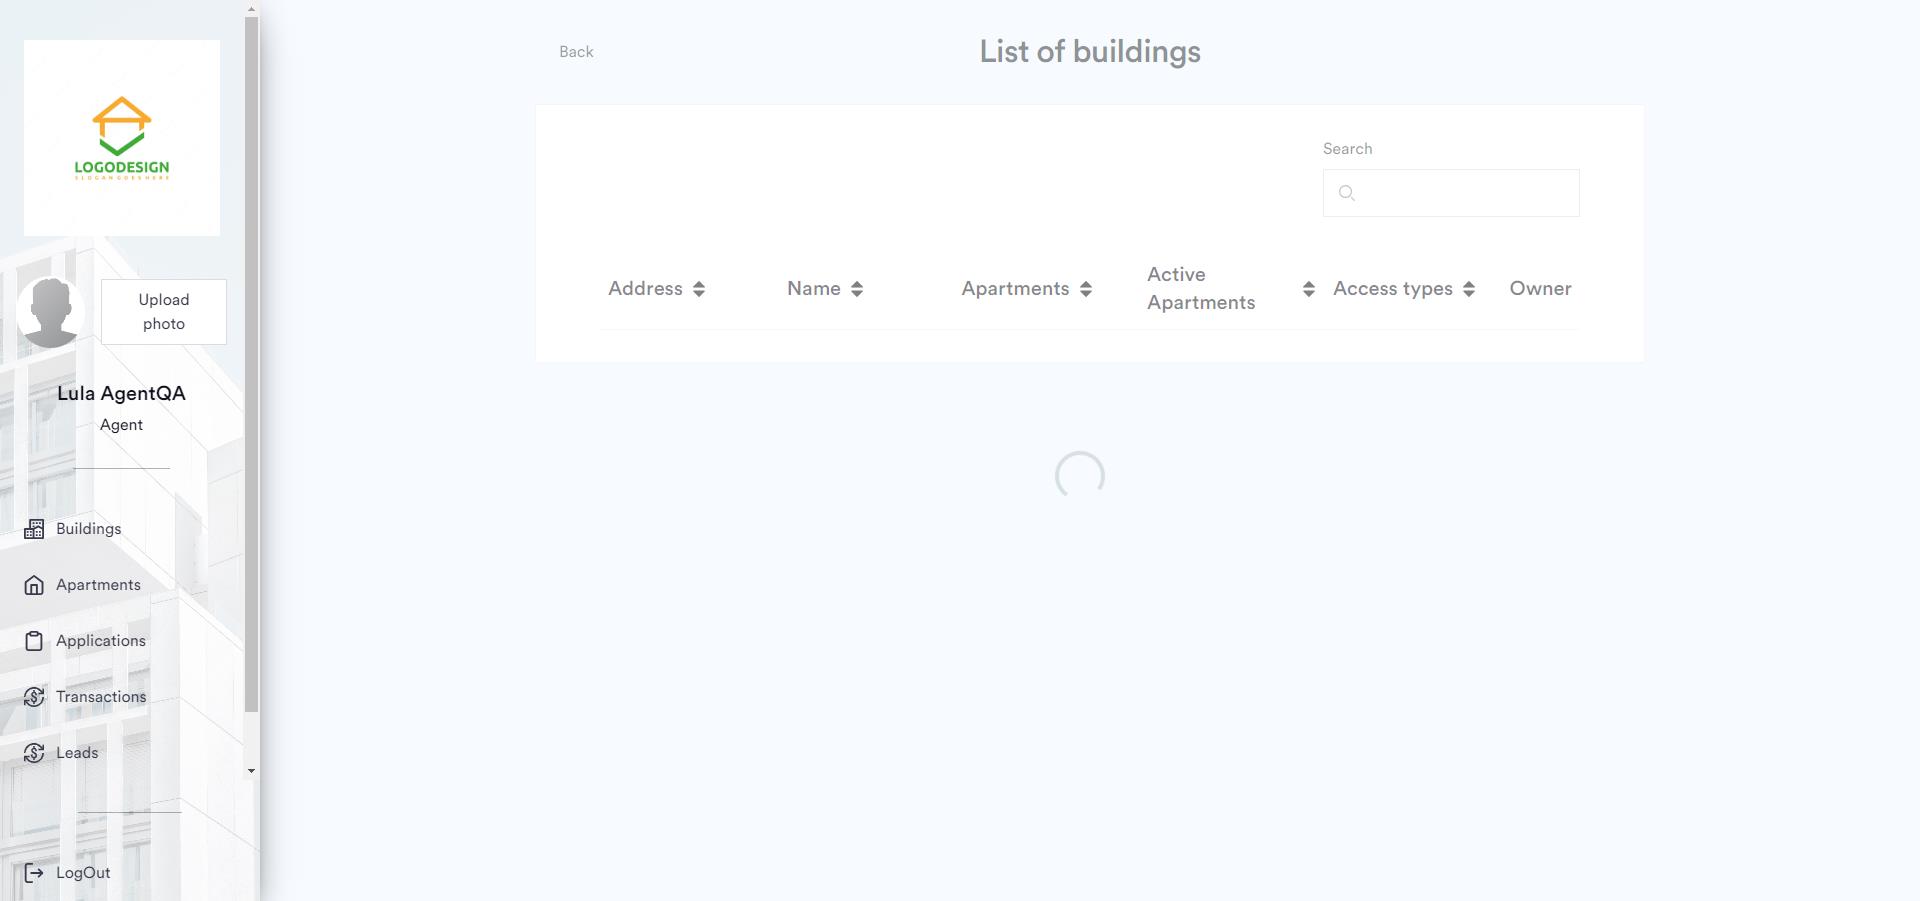 LOGODESIGN
SLOGANGOESHERE
Upload
photo
Lula AgentQA
Agent
Buildings
Apartments
Applications
Transactions
Leads
LogOut
Back
List of buildings
Search
Address
Name
Apartments
Active
Apartments
Access types
Owner